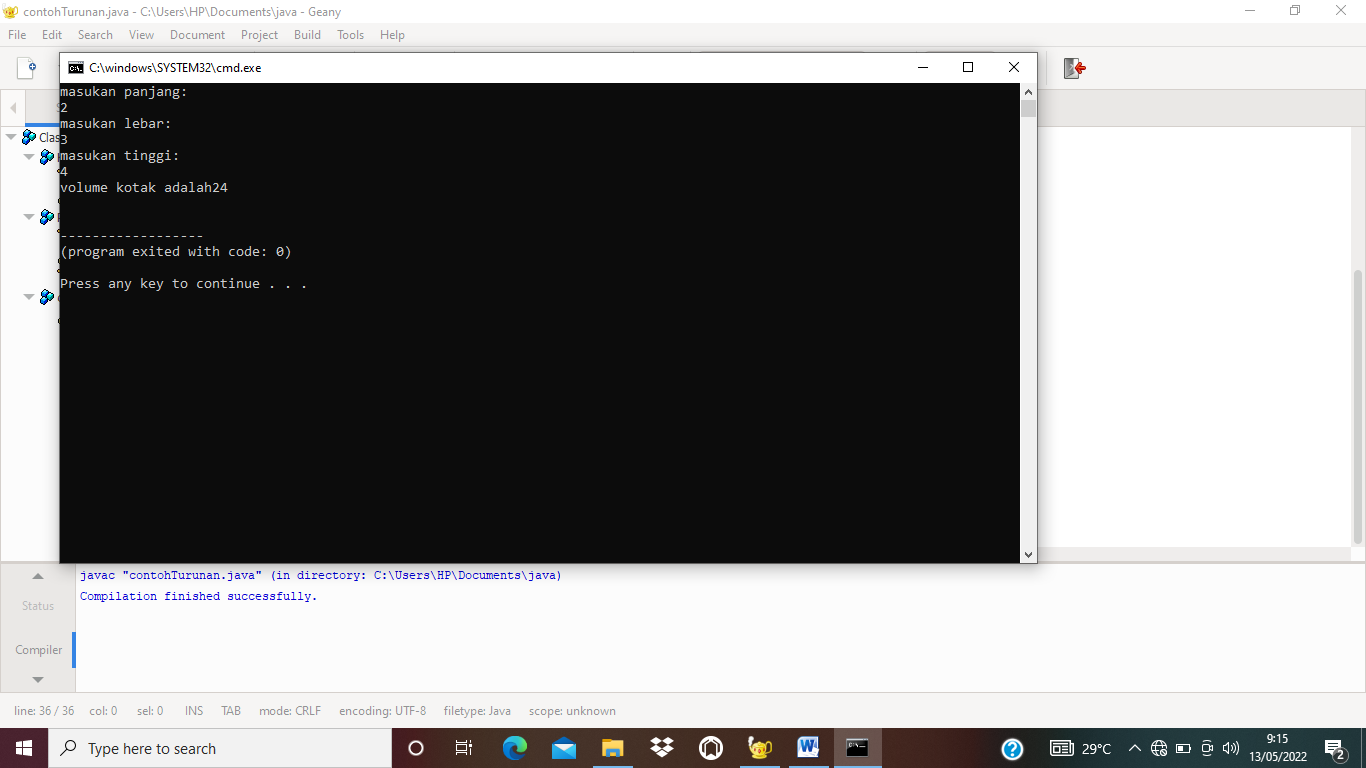 contohTurunan.java - C:\Users\HP\Documents\java - Geany
File Edit Search View Document Project Build Tools Help
C:\windows\SYSTEM32\cmd.exe
masukan panjang:
2
masukan lebar:
3
masukan tinggi:
4
volume kotak adalah24
------------------
(program exited with code: 0)
Press any key to continue . . .
javac "contohTurunan.java" (in directory: C:\Users\HP\Documents\java)
Compilation finished successfully.
Status
Compiler
line: 36 / 36 col: 0 sel: 0 INS TAB mode: CRLF encoding: UTF-8 filetype: Java scope: unknown
Type here to search
29°C
9:15
13/05/2022
2